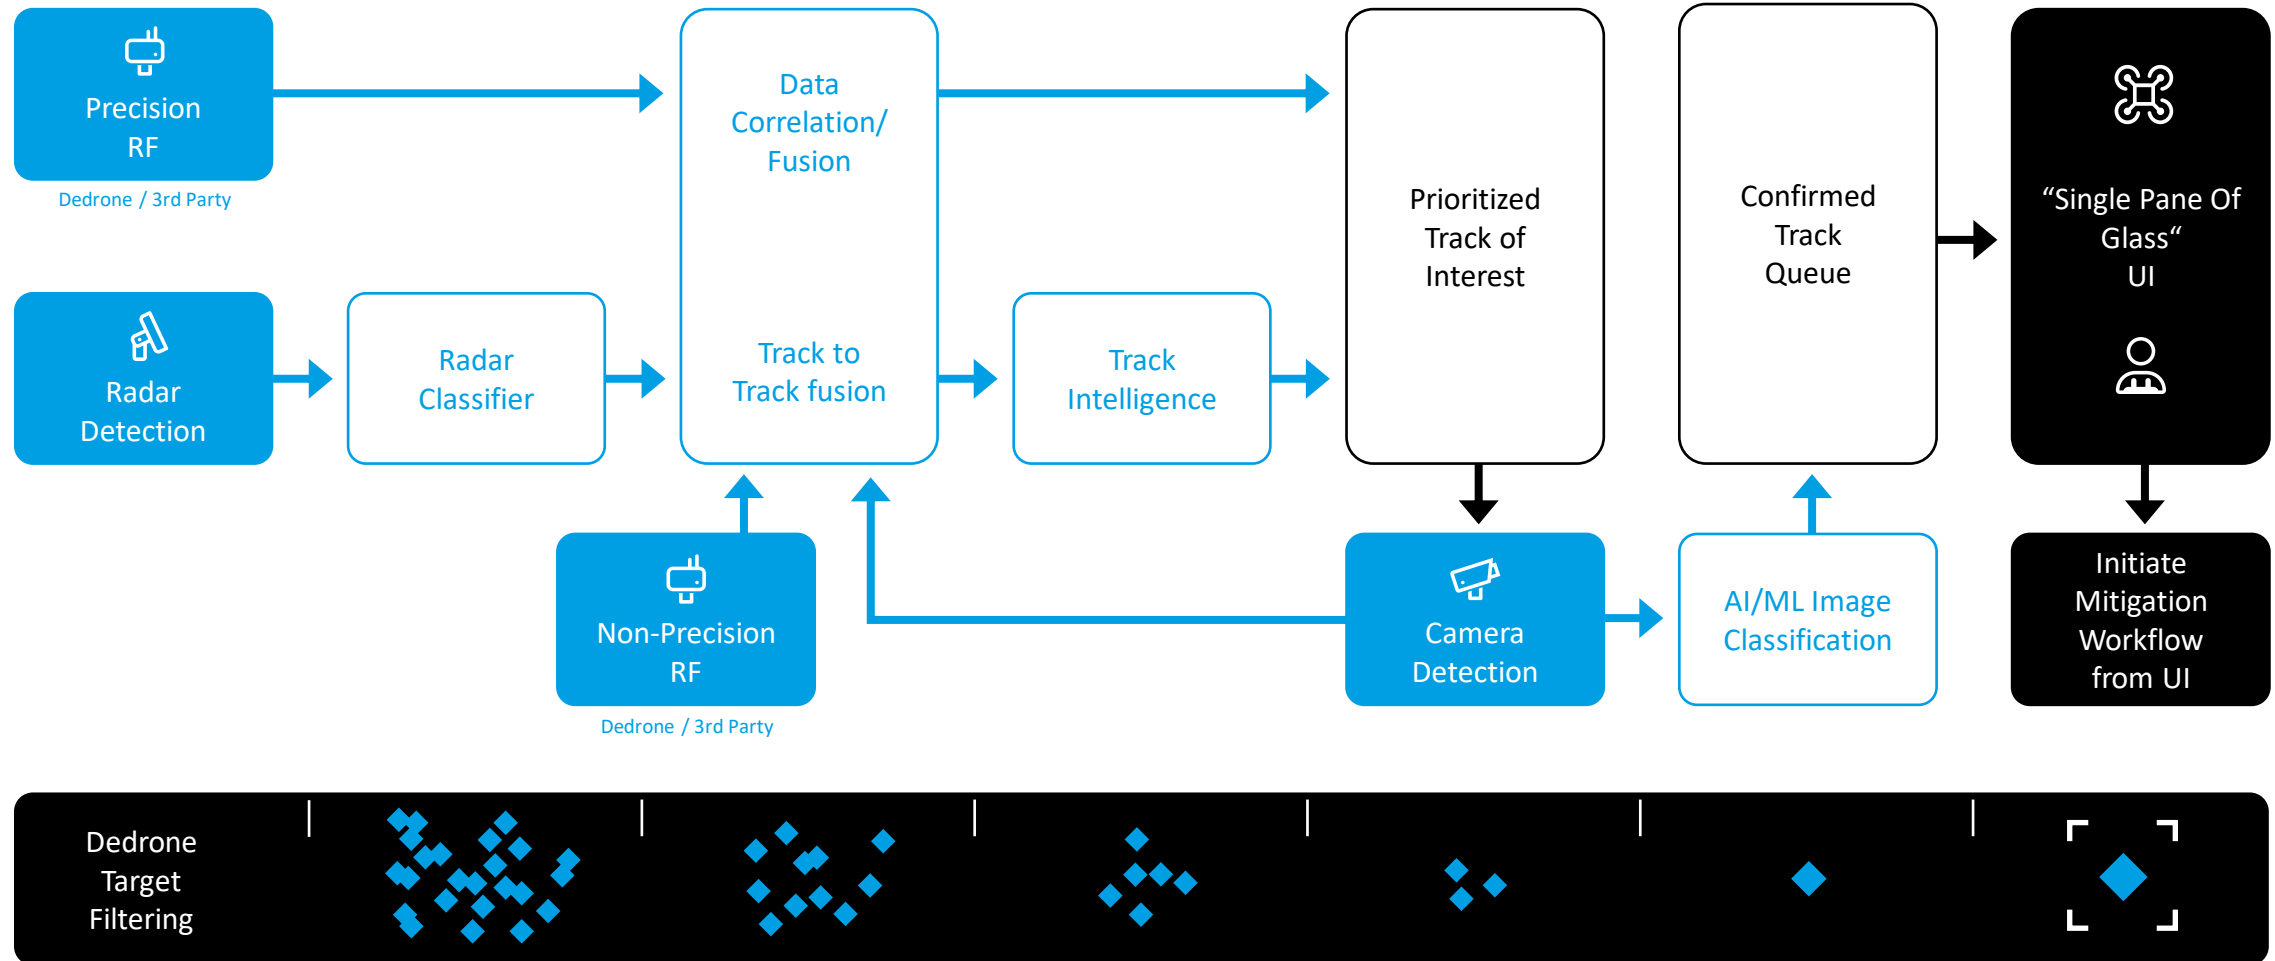 Precision
RF
Dedrone / 3rd Party
Radar
Detection
Radar
Classifier
Data
Correlation/
Fusion
Track to
Track fusion
Non-Precision
RF
Dedrone / 3rd Party
Track
Intelligence
Prioritized
Track of
Interest
Camera
Detection
Confirmed
Track
Queue
AI/ML Image
Classification
“Single Pane Of
Glass“
UI
Initiate
Mitigation
Workflow
from UI
Dedrone
Target
Filtering